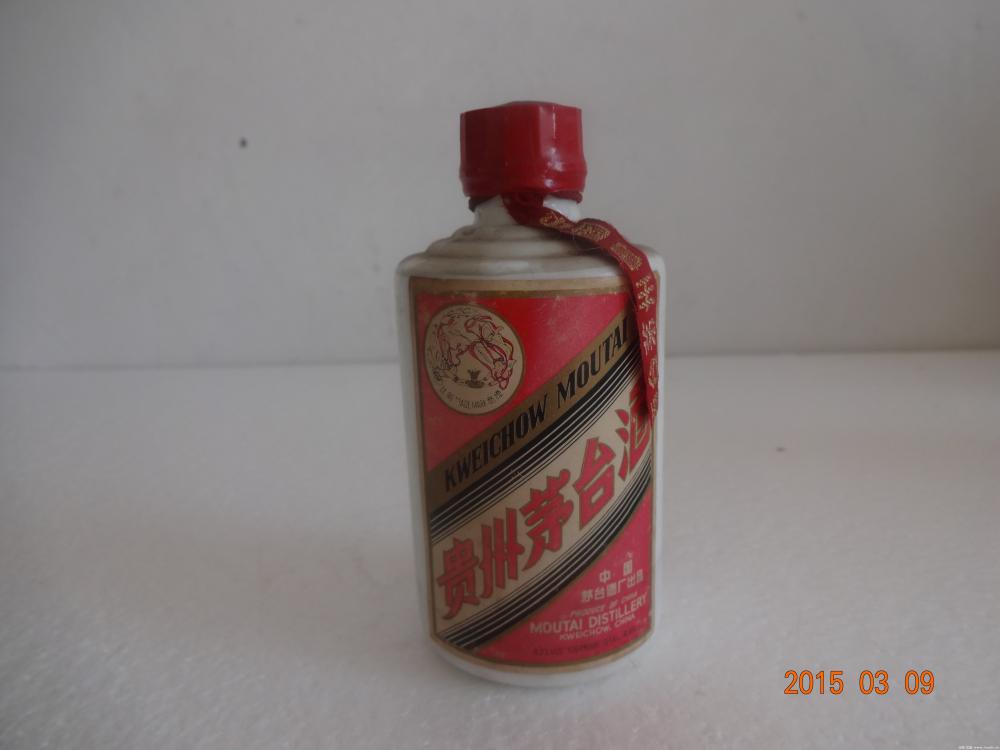 KWEICHOW MOUTAI
贵州茅台酒
中国
茅台酒厂出品
PRODUCE OF CHINA
MOUTAI DISTILLERY
KWEICHOW, CHINA
2015 03 09